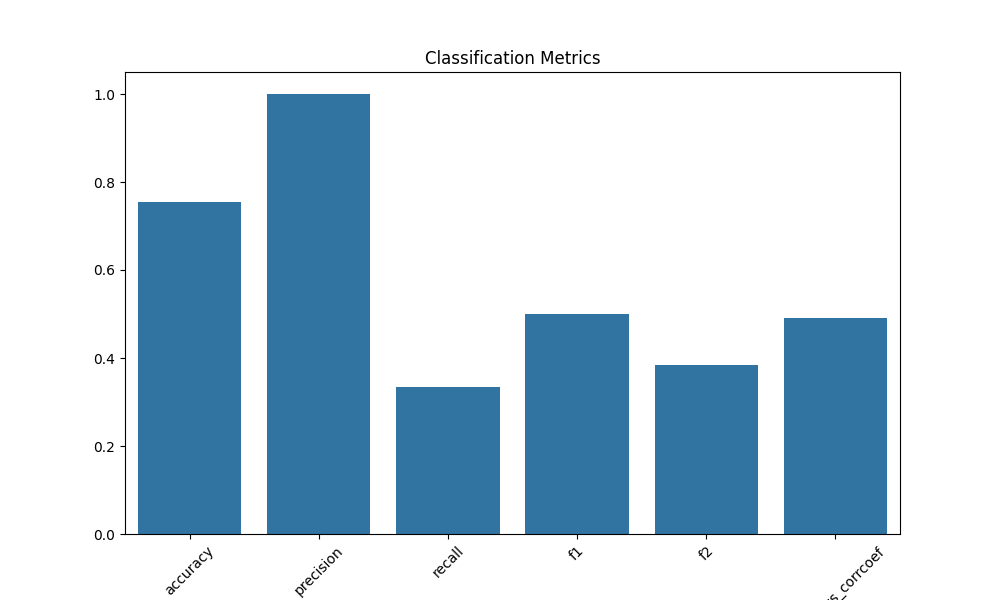 Classification Metrics
1.0
0.8
0.6
0.4
0.2
0.0
accuracy
precision
recall
f1
f2
s_corrcoef